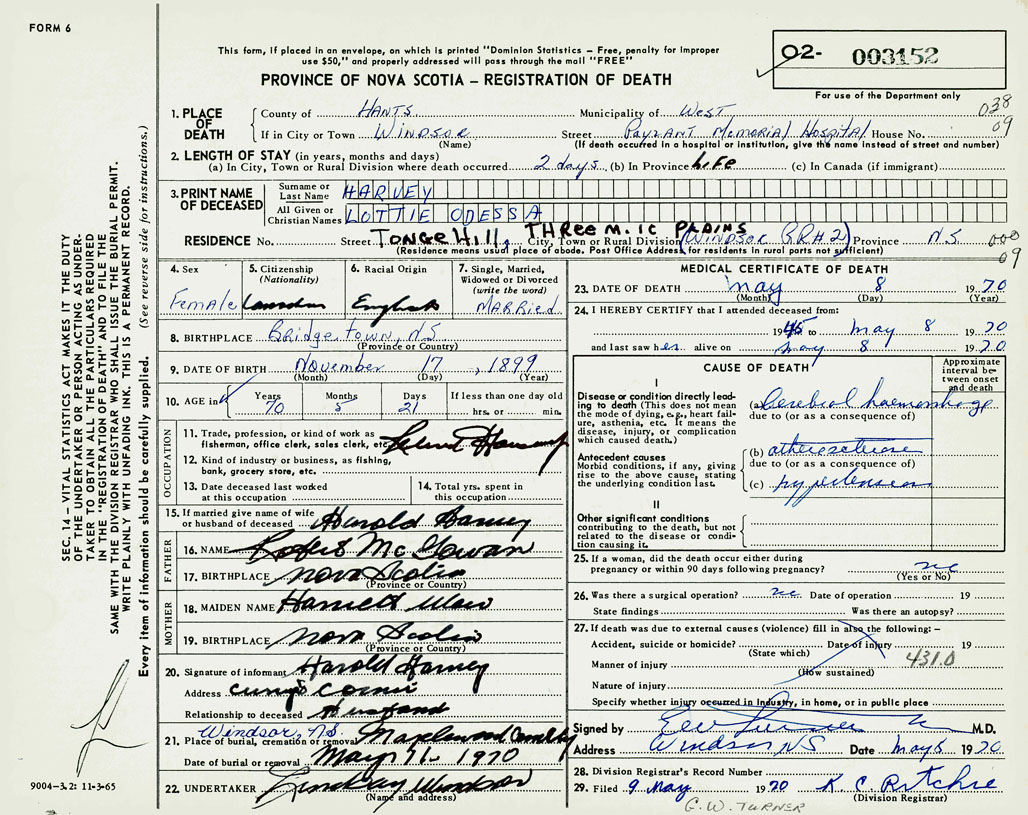 FORM 6
This form, if placed in an envelope, on which is printed "Dominion Statistics – Free, penalty for improper
use $50," and properly addressed will pass through the mail "FREE"
PROVINCE OF NOVA SCOTIA – REGISTRATION OF DEATH
02- 003152
For use of the Department only
038
09
1. PLACE OF DEATH
County of HANTS Municipality of WEST
If in City or Town WINDSOR Street PAYZANT MEMORIAL HOSPITAL House No.
(Name) (If death occurred in a hospital or institution, give the name instead of street and number)
2. LENGTH OF STAY (in years, months and days)
(a) In City, Town or Rural Division where death occurred 2 days (b) In Province LIFE (c) In Canada (if immigrant)
3. PRINT NAME OF DECEASED
Surname or Last Name HARVEY
All Given or Christian Names LOTTIE ODESSA
RESIDENCE No. Street TONGE HILL, THREE MILE PLAINS City, Town or Rural Division (WINDSOR RR#2) Province N.S.
(Residence means usual place of abode. Post Office Address for residents in rural parts not sufficient)
000
09
4. Sex Female
5. Citizenship (Nationality) Canadian
6. Racial Origin English
7. Single, Married, Widowed or Divorced (write the word) MARRIED
8. BIRTHPLACE Bridgetown, NS
(Province or Country)
9. DATE OF BIRTH November 17, 1899
(Month) (Day) (Year)
10. AGE in Years 70 Months 5 Days 21 If less than one day old hrs. or min.
OCCUPATION
11. Trade, profession, or kind of work as fisherman, office clerk, sales clerk, etc.
12. Kind of industry or business, as fishing, bank, grocery store, etc.
13. Date deceased last worked at this occupation
14. Total yrs. spent in this occupation
15. If married give name of wife or husband of deceased Harold Harvey
FATHER
16. NAME Robert McGowan
17. BIRTHPLACE Nova Scotia
(Province or Country)
MOTHER
18. MAIDEN NAME Harriett
19. BIRTHPLACE Nova Scotia
(Province or Country)
20. Signature of informant Harold Harvey
Address Curry's Corner
Relationship to deceased Husband
Windsor, N.S.
21. Place of burial, cremation or removal Maplewood Cemetery
Date of burial or removal May 11 - 1970
22. UNDERTAKER Lindsay Windsor
(Name and address)
MEDICAL CERTIFICATE OF DEATH
23. DATE OF DEATH May 8 1970
(Month) (Day) (Year)
24. I HEREBY CERTIFY that I attended deceased from:
1945 to May 8 1970
and last saw her alive on May 8 1970
CAUSE OF DEATH
Approximate interval between onset and death
I
Disease or condition directly leading to death (This does not mean the mode of dying, e.g., heart failure, asthenia, etc. It means the disease, injury, or complication which caused death.)
(a) Cerebral haemorrhage
due to (or as a consequence of)
Antecedent causes
Morbid conditions, if any, giving rise to the above cause, stating the underlying condition last.
(b) atherosclerosis
due to (or as a consequence of)
(c) hypertension
II
Other significant conditions
contributing to the death, but not related to the disease or condition causing it.
25. If a woman, did the death occur either during pregnancy or within 90 days following pregnancy? no
(Yes or No)
26. Was there a surgical operation? no Date of operation 19
State findings Was there an autopsy?
27. If death was due to external causes (violence) fill in also the following: –
Accident, suicide or homicide? Date of injury 19
(State which)
431.0
Manner of injury
(How sustained)
Nature of injury
Specify whether injury occurred in industry, in home, or in public place
Signed by M.D.
Address Windsor NS Date May 8 1970
28. Division Registrar's Record Number
29. Filed 9 May 1970 K C Ritchie
(Division Registrar)
G. W. TURNER
SEC. 14 – VITAL STATISTICS ACT MAKES IT THE DUTY
OF THE UNDERTAKER OR PERSON ACTING AS UNDER-
TAKER TO OBTAIN ALL THE PARTICULARS REQUIRED
IN THE "REGISTRATION OF DEATH" AND TO FILE THE
SAME WITH THE DIVISION REGISTRAR WHO SHALL ISSUE THE BURIAL PERMIT.
WRITE PLAINLY WITH UNFADING INK. THIS IS A PERMANENT RECORD.
Every item of information should be carefully supplied. (See reverse side for instructions.)
9004-3.2: 11-3-65